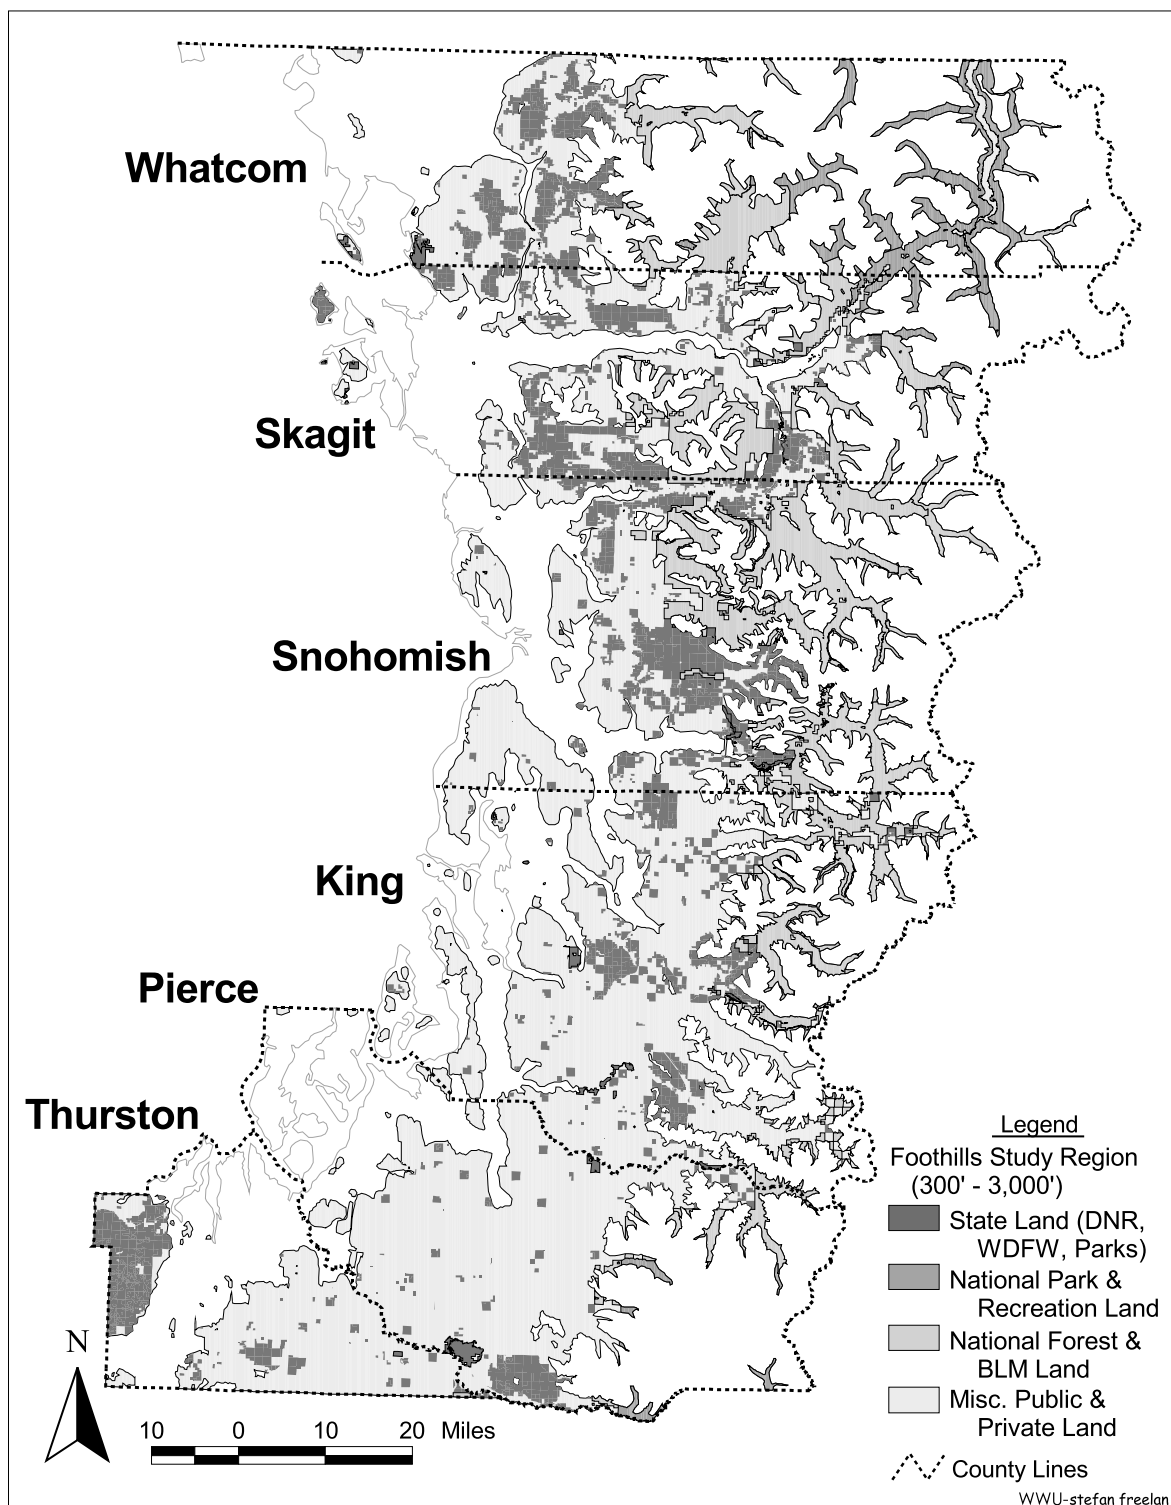 Whatcom
Skagit
Snohomish
King
Pierce
Thurston
Legend
Foothills Study Region
(300' - 3,000')
State Land (DNR,
WDFW, Parks)
National Park &
Recreation Land
National Forest &
BLM Land
Misc. Public &
Private Land
County Lines
N
10 0 10 20 Miles
WWU-stefan freelan